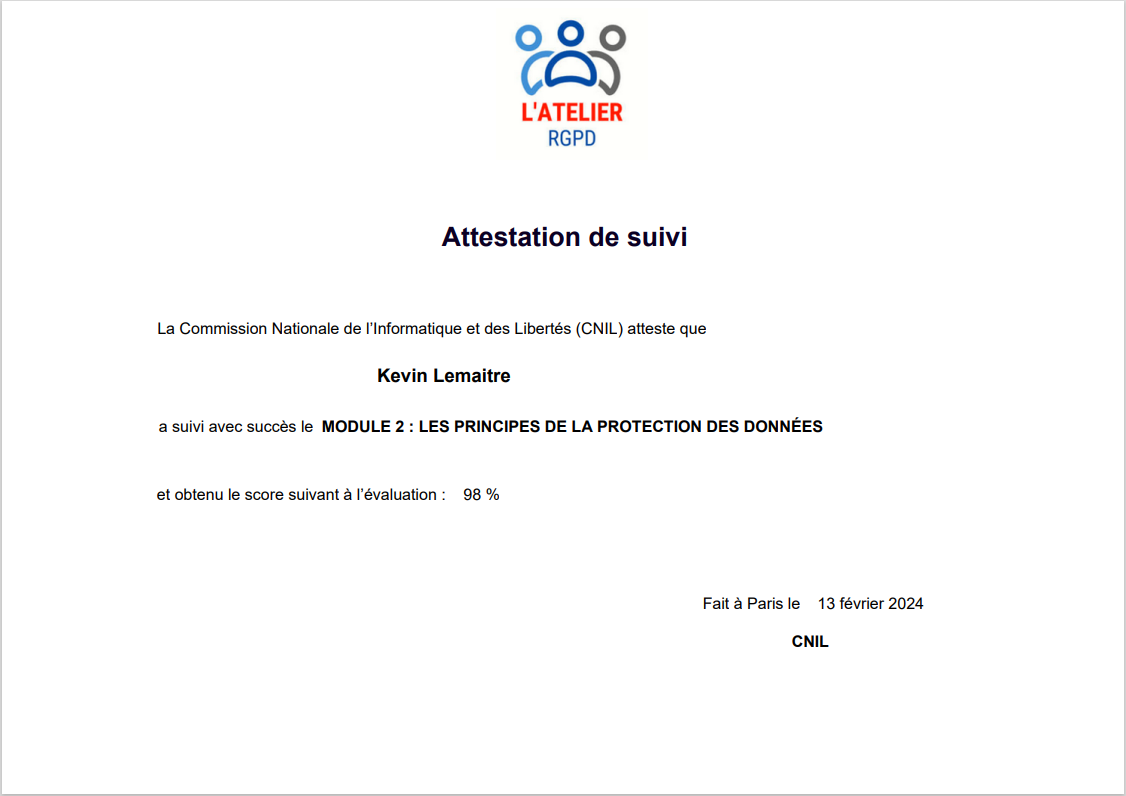 L'ATELIER
RGPD
Attestation de suivi
La Commission Nationale de l’Informatique et des Libertés (CNIL) atteste que
Kevin Lemaitre
a suivi avec succès le MODULE 2 : LES PRINCIPES DE LA PROTECTION DES DONNÉES
et obtenu le score suivant à l’évaluation : 98 %
Fait à Paris le 13 février 2024
CNIL